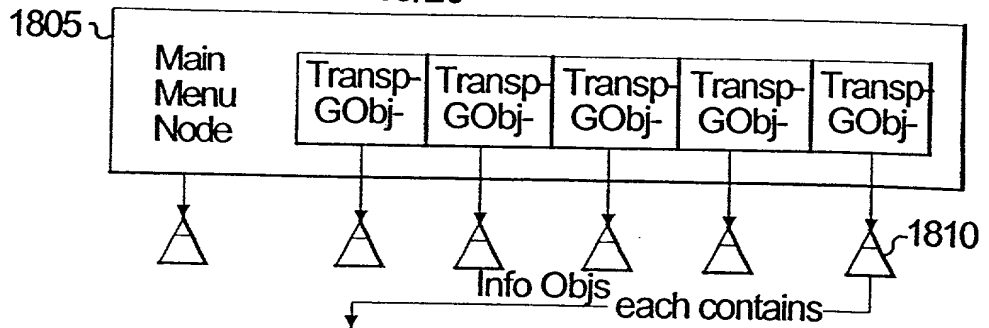 1805
Main
Menu
Node
Transp- Transp- Transp- Transp- Transp-
GObj- GObj- GObj- GObj- GObj-
1810
Info Objs
each contains